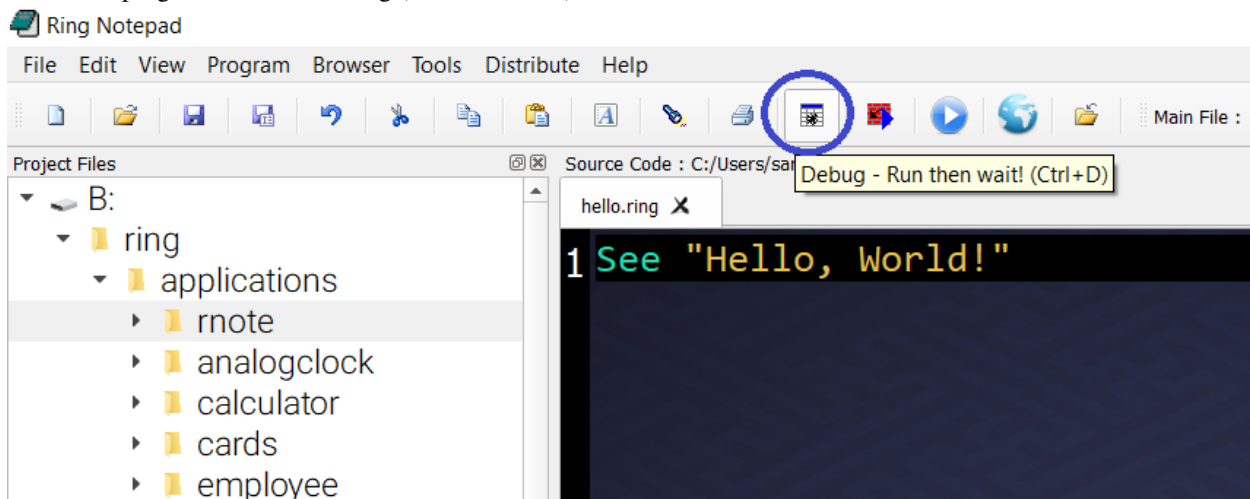 Ring Notepad
File Edit View Program Browser Tools Distribute Help
Main File :
Project Files
Source Code : C:/Users/sa
Debug - Run then wait! (Ctrl+D)
B:
hello.ring
ring
1 See "Hello, World!"
applications
rnote
analogclock
calculator
cards
employee